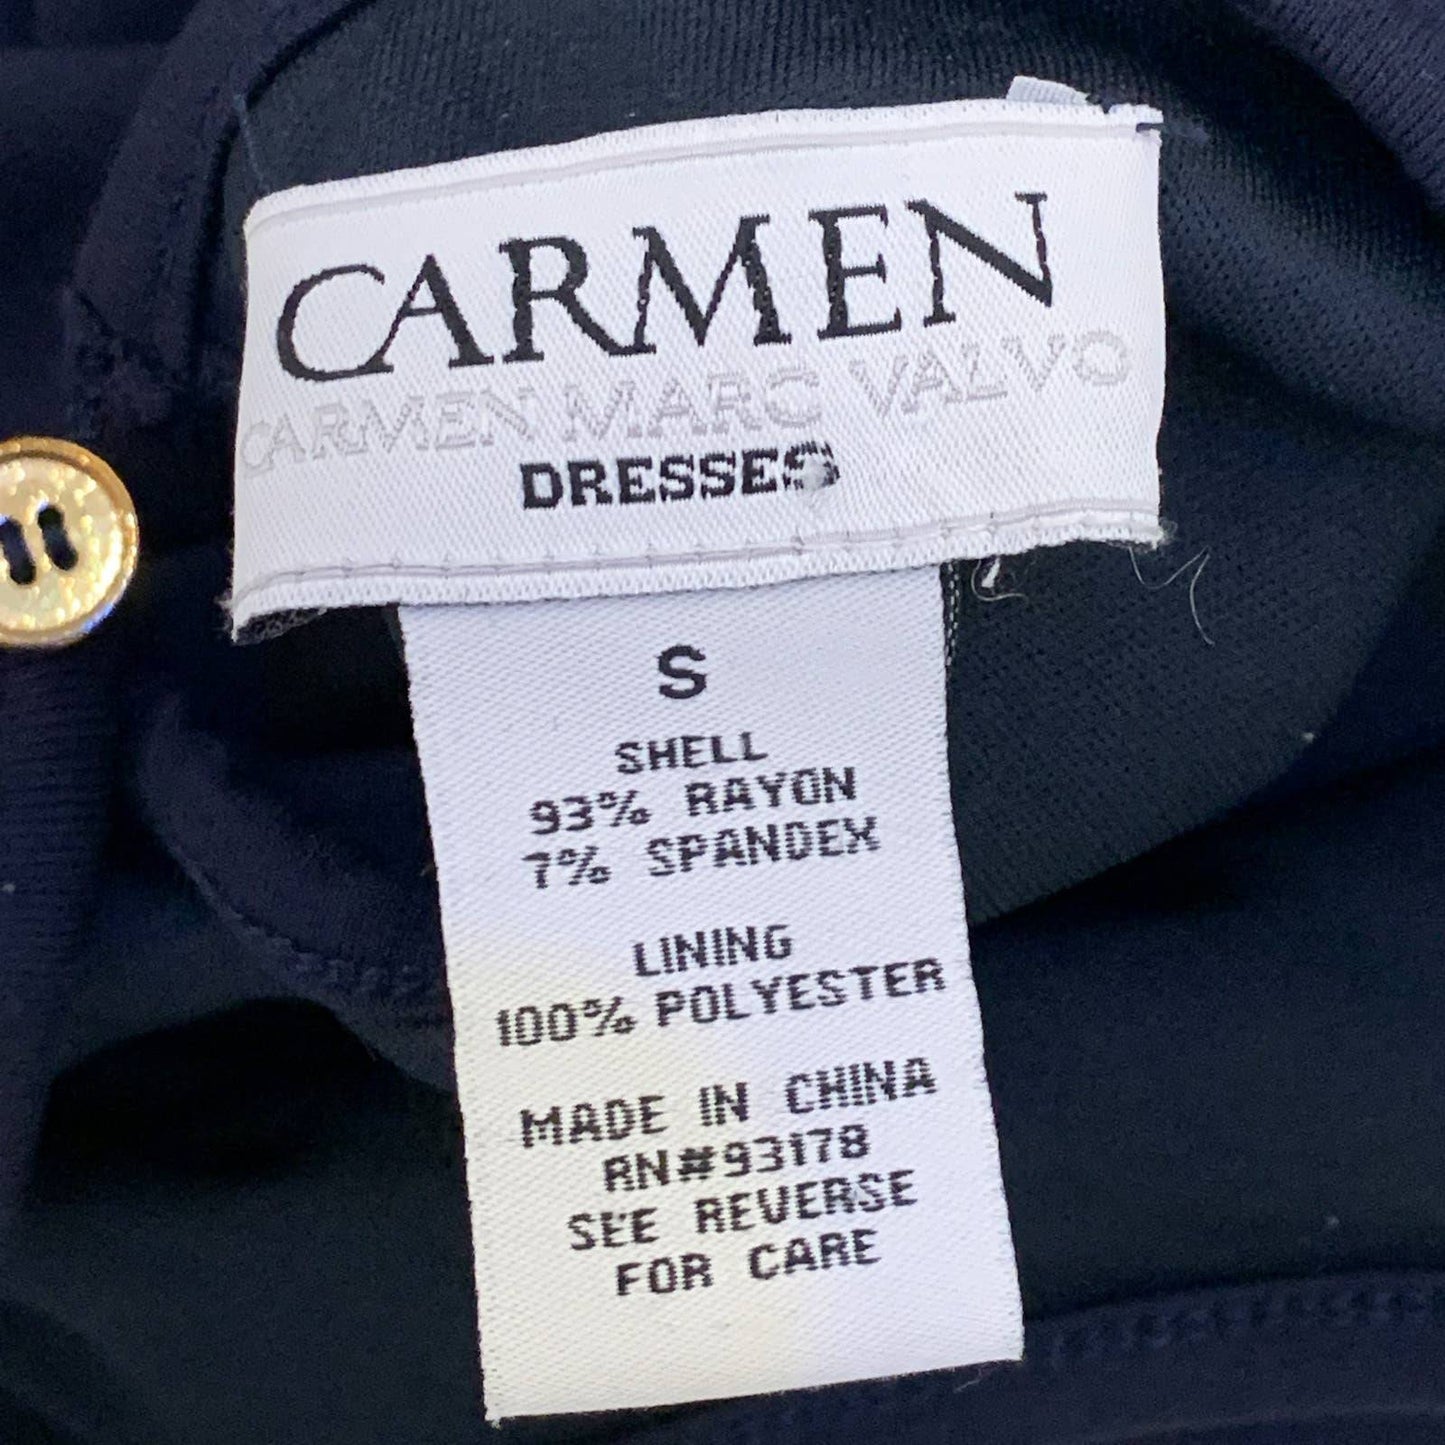 CARMEN
CARMEN MARC VALVO
DRESSES
S
SHELL
93% RAYON
7% SPANDEX
LINING
100% POLYESTER
MADE IN CHINA
RN#93178
SEE REVERSE
FOR CARE